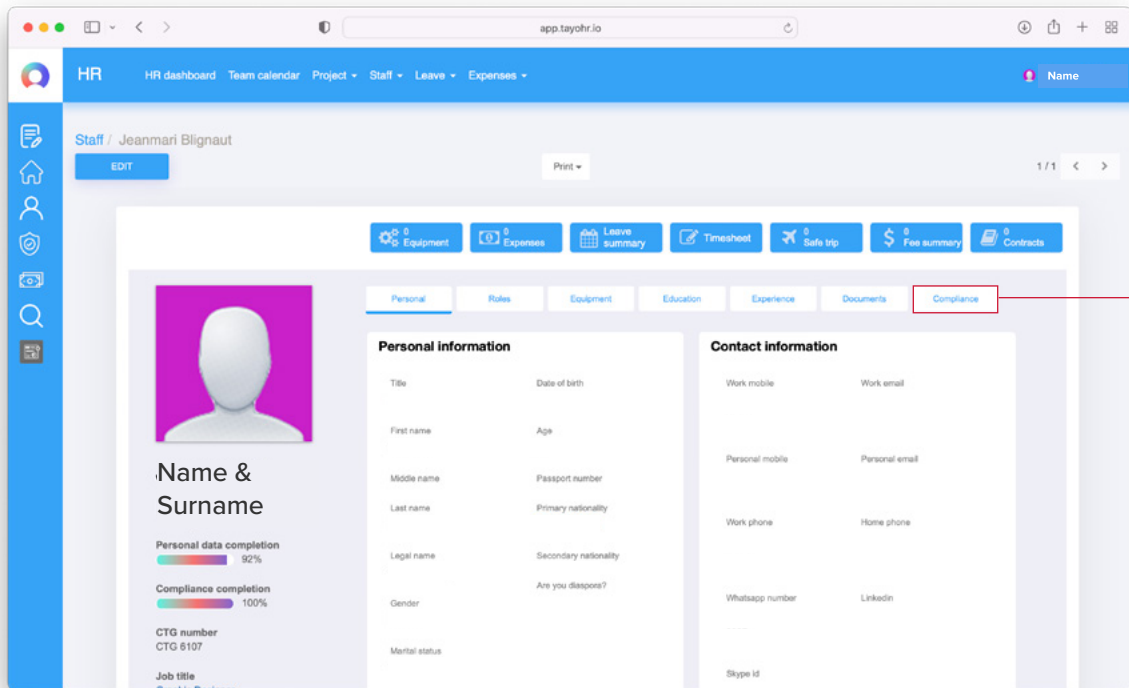 app.tayohr.io
HR HR dashboard Team calendar Project Staff Leave Expenses Name
Staff / Jeanmari Blignaut
EDIT Print 1 / 1
0 Equipment 0 Expenses Leave summary Timesheet 0 Safe trip 0 Fee summary 0 Contracts
Personal Roles Equipment Education Experience Documents Compliance
Personal information Contact information
Title Date of birth Work mobile Work email
First name Age
Personal mobile Personal email
Name &
Middle name Passport number
Surname
Last name Primary nationality
Work phone Home phone
Personal data completion
92%
Legal name Secondary nationality
Are you diaspora?
Compliance completion
100%
Gender Whatsapp number Linkedin
CTG number
CTG 6107
Marital status
Job title Skype id